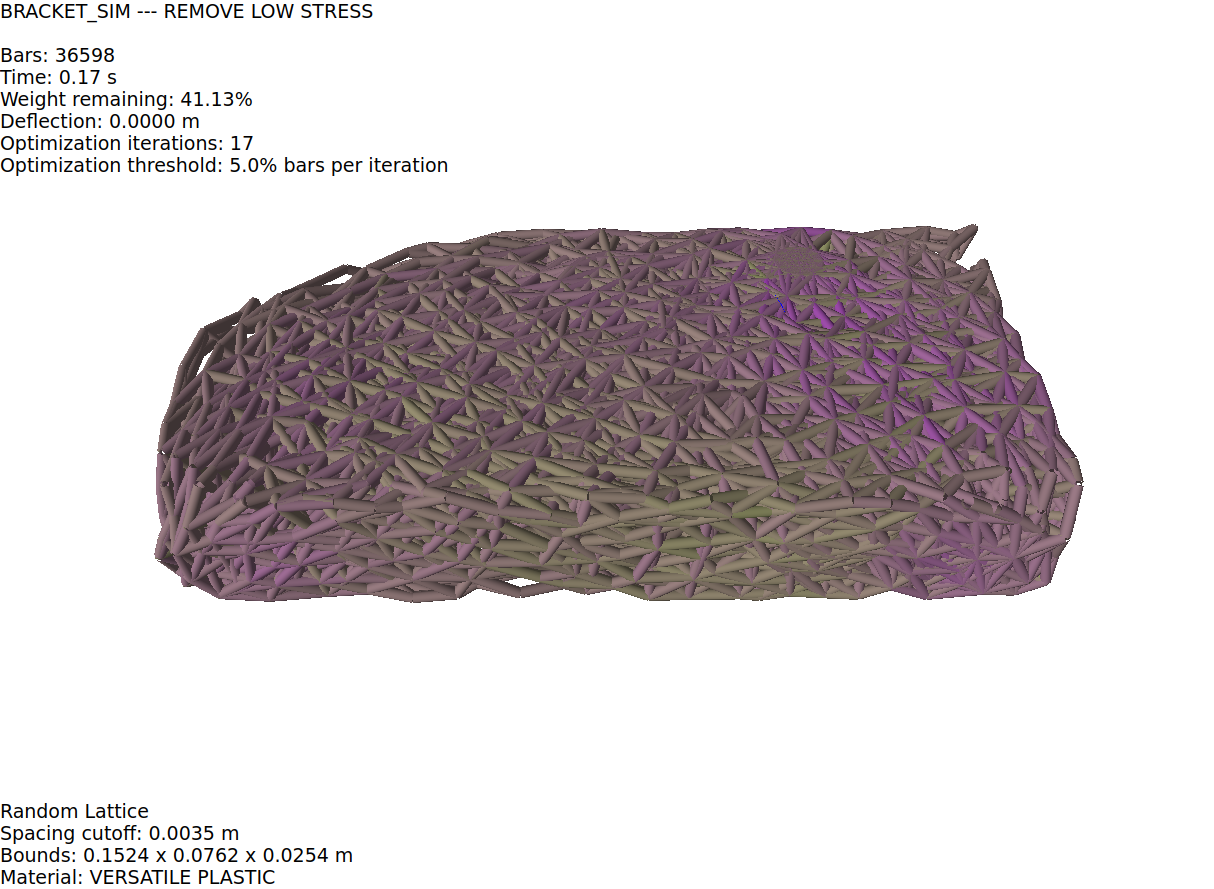 BRACKET_SIM --- REMOVE LOW STRESS
Bars: 36598
Time: 0.17 s
Weight remaining: 41.13%
Deflection: 0.0000 m
Optimization iterations: 17
Optimization threshold: 5.0% bars per iteration
Random Lattice
Spacing cutoff: 0.0035 m
Bounds: 0.1524 x 0.0762 x 0.0254 m
Material: VERSATILE PLASTIC